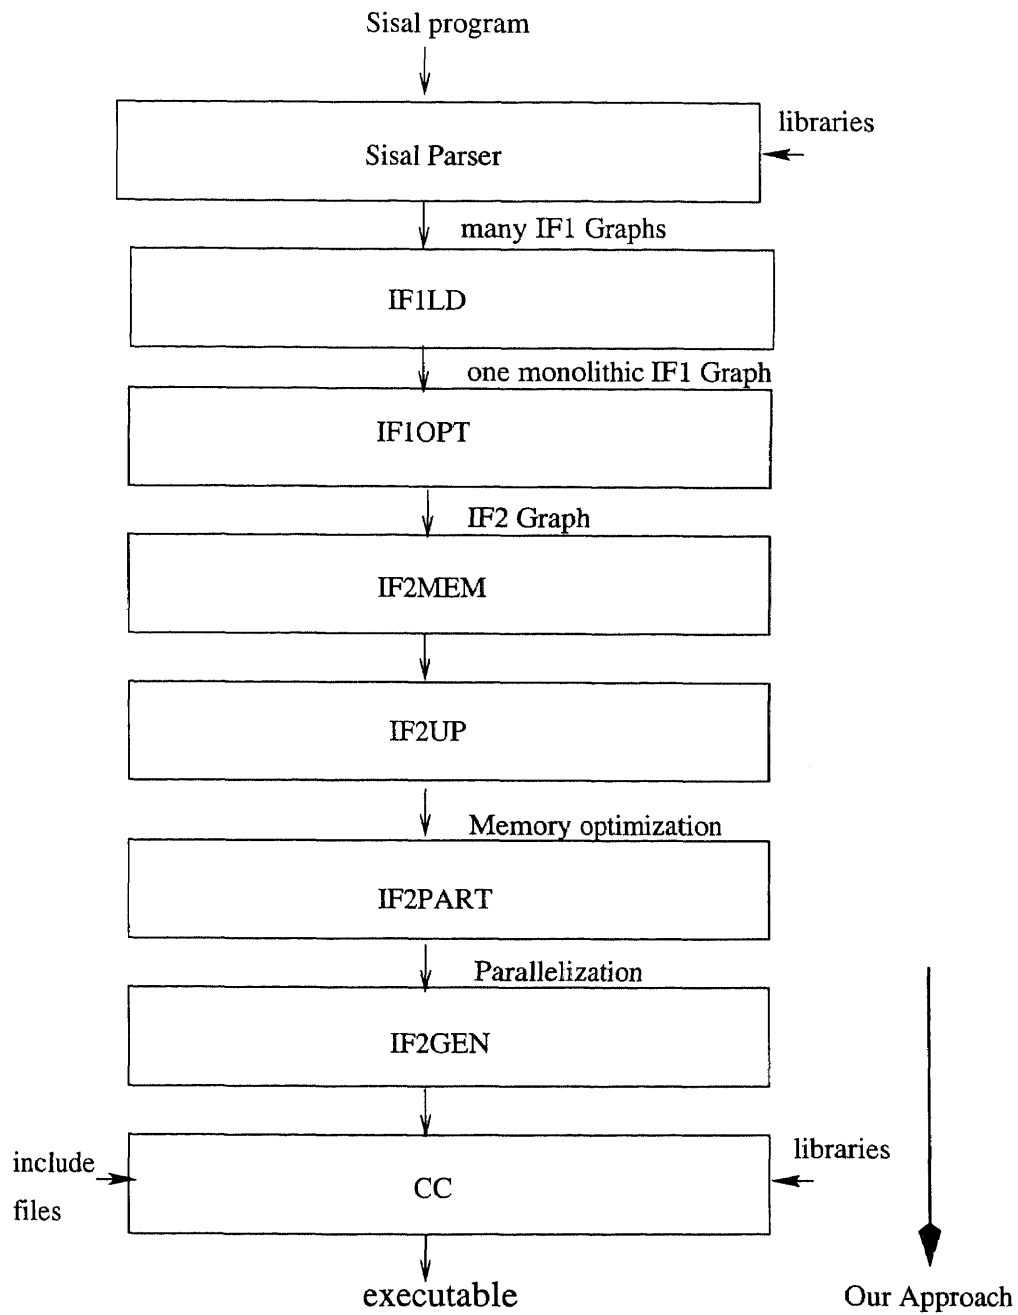 Sisal program
libraries
Sisal Parser
many IF1 Graphs
IF1LD
one monolithic IF1 Graph
IF1OPT
IF2 Graph
IF2MEM
IF2UP
Memory optimization
IF2PART
Parallelization
IF2GEN
include
files
libraries
CC
executable
Our Approach